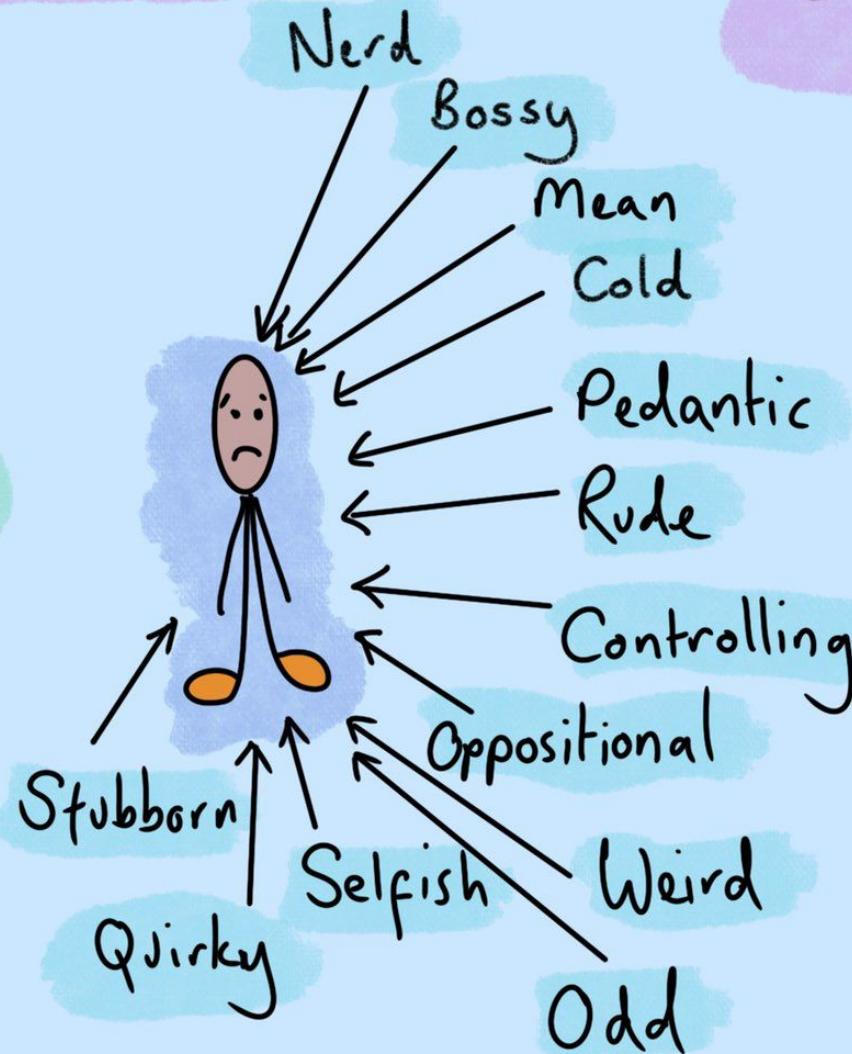 Nerd
Bossy
Mean
Cold
Pedantic
Rude
Controlling
Oppositional
Stubborn
Selfish
Weird
Quirky
Odd